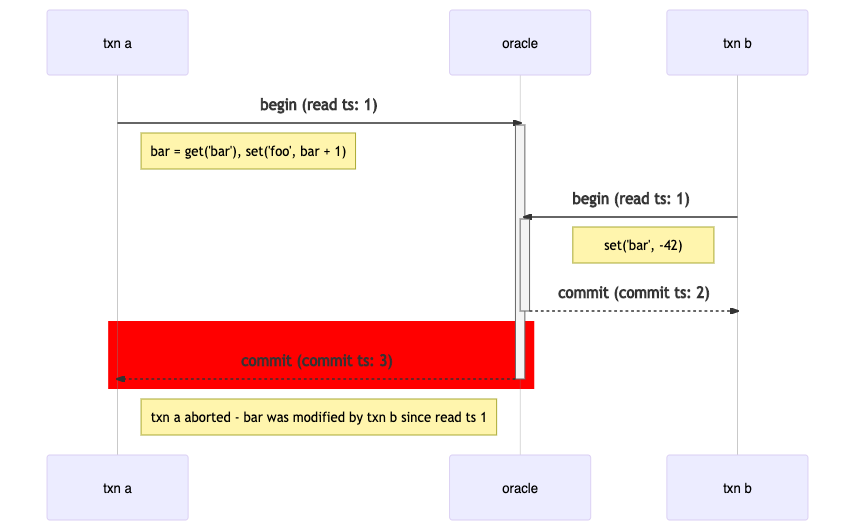 txn a
oracle
txn b
begin (read ts: 1)
bar = get('bar'), set('foo', bar + 1)
begin (read ts: 1)
set('bar', -42)
commit (commit ts: 2)
commit (commit ts: 3)
txn a aborted - bar was modified by txn b since read ts 1
txn a
oracle
txn b